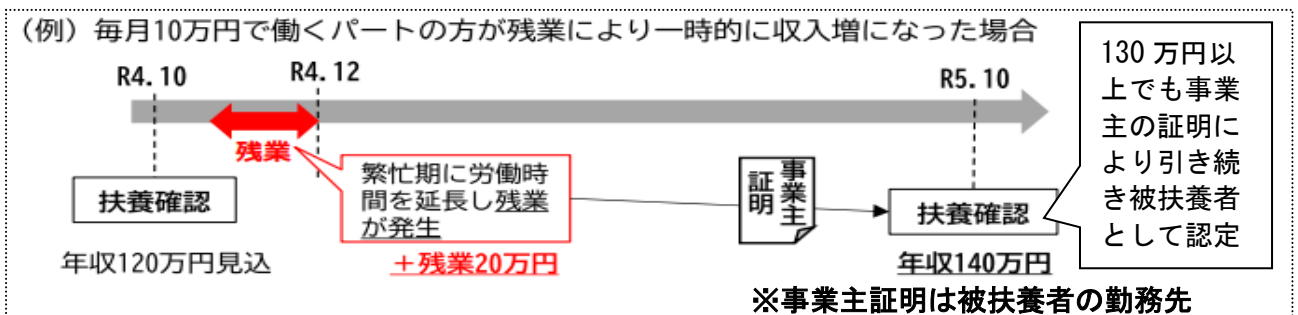 (例)毎月10万円で働くパートの方が残業により一時的に収入増になった場合
R4.10
R4.12
R5.10
残業
扶養確認
年収120万円見込
繁忙期に労働時
間を延長し残業
が発生
+残業20万円
事業主
証明
扶養確認
年収140万円
130 万円以
上でも事業
主の証明に
より引き続
き被扶養者
として認定
※事業主証明は被扶養者の勤務先